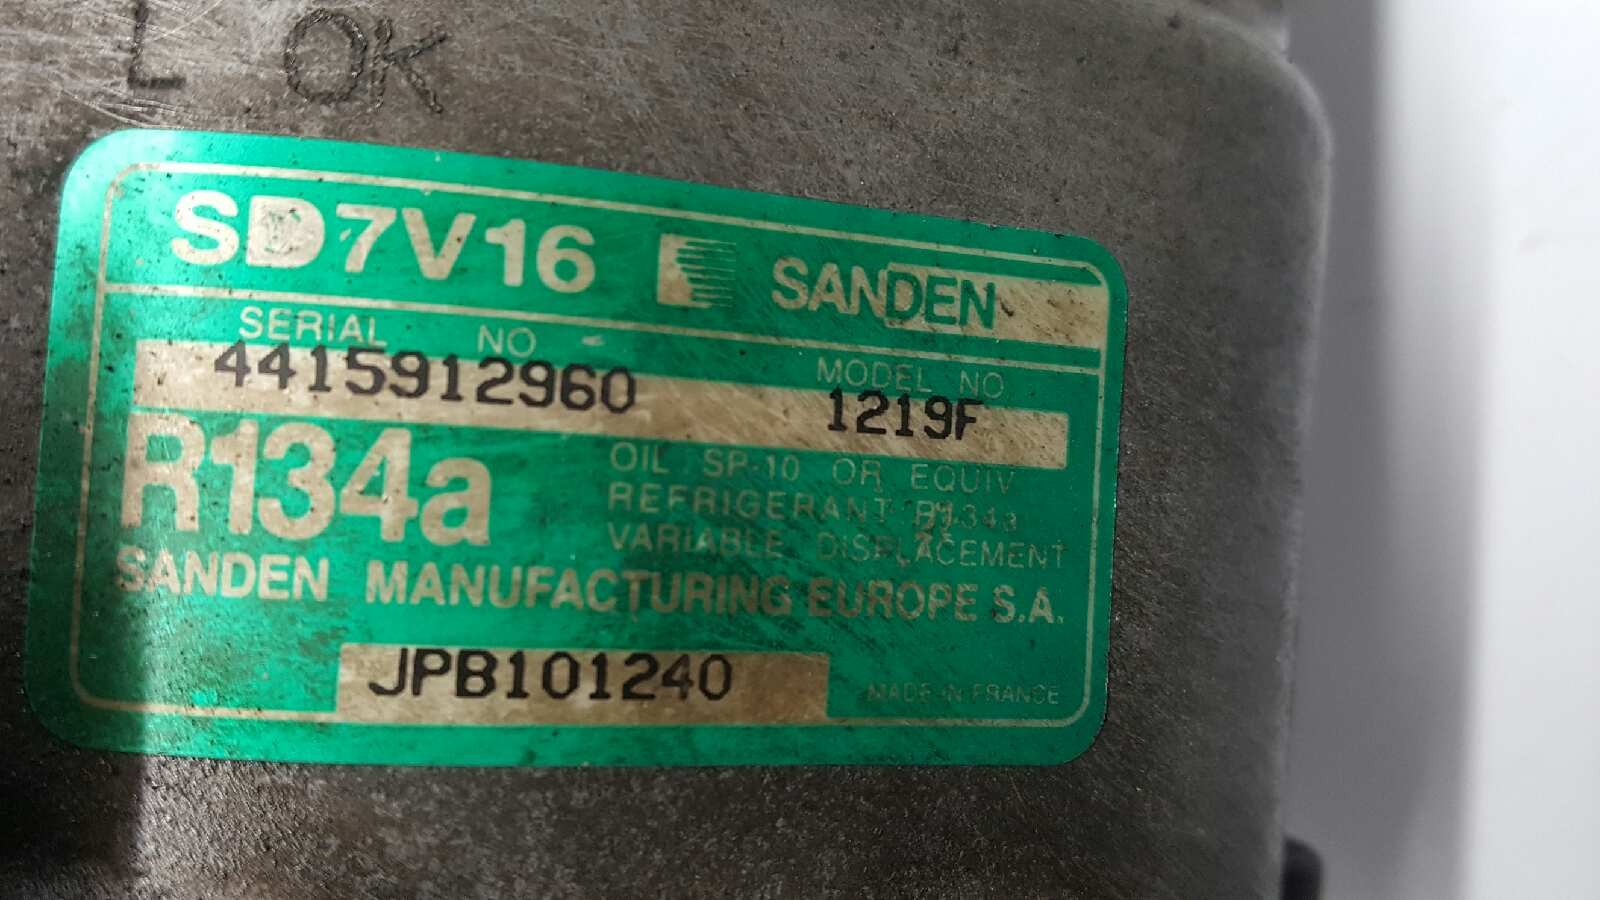 L OK
SD7V16 SANDEN
SERIAL NO
MODEL NO
4415912960 1219F
R134a
OIL SP-10 OR EQUIV
REFRIGERANT R134a
VARIABLE DISPLACEMENT
SANDEN MANUFACTURING EUROPE S.A.
JPB101240
MADE IN FRANCE